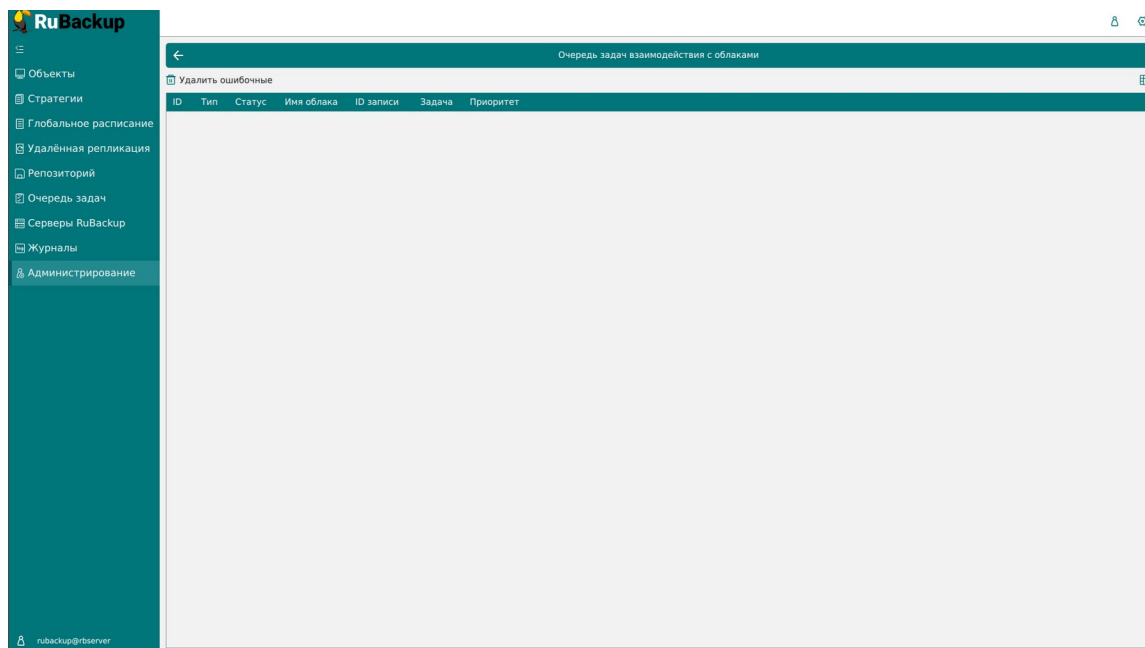 RuBackup
Очередь задач взаимодействия с облаками
Объекты
Удалить ошибочные
Стратегии
ID Тип Статус Имя облака ID записи Задача Приоритет
Глобальное расписание
Удалённая репликация
Репозиторий
Очередь задач
Серверы RuBackup
Журналы
Администрирование
rubackup@rbserver